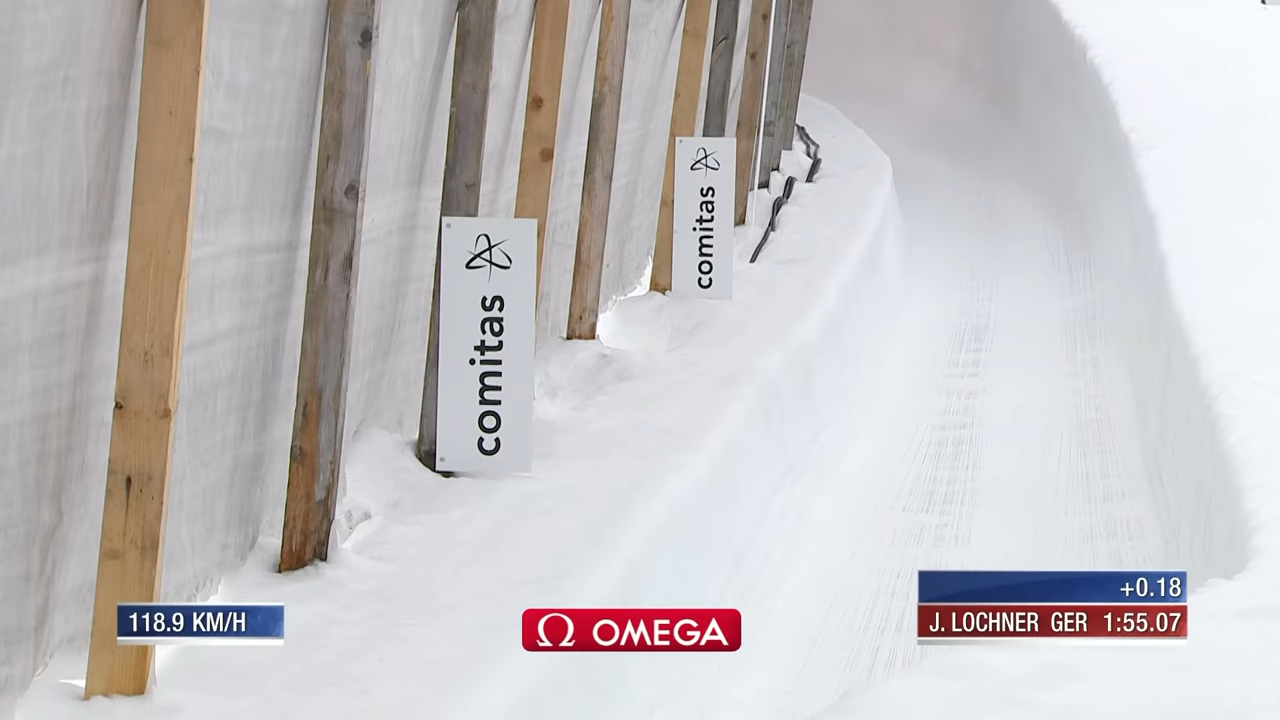 comitas
comitas
118.9 KM/H
Ω OMEGA
+0.18
J. LOCHNER GER 1:55.07